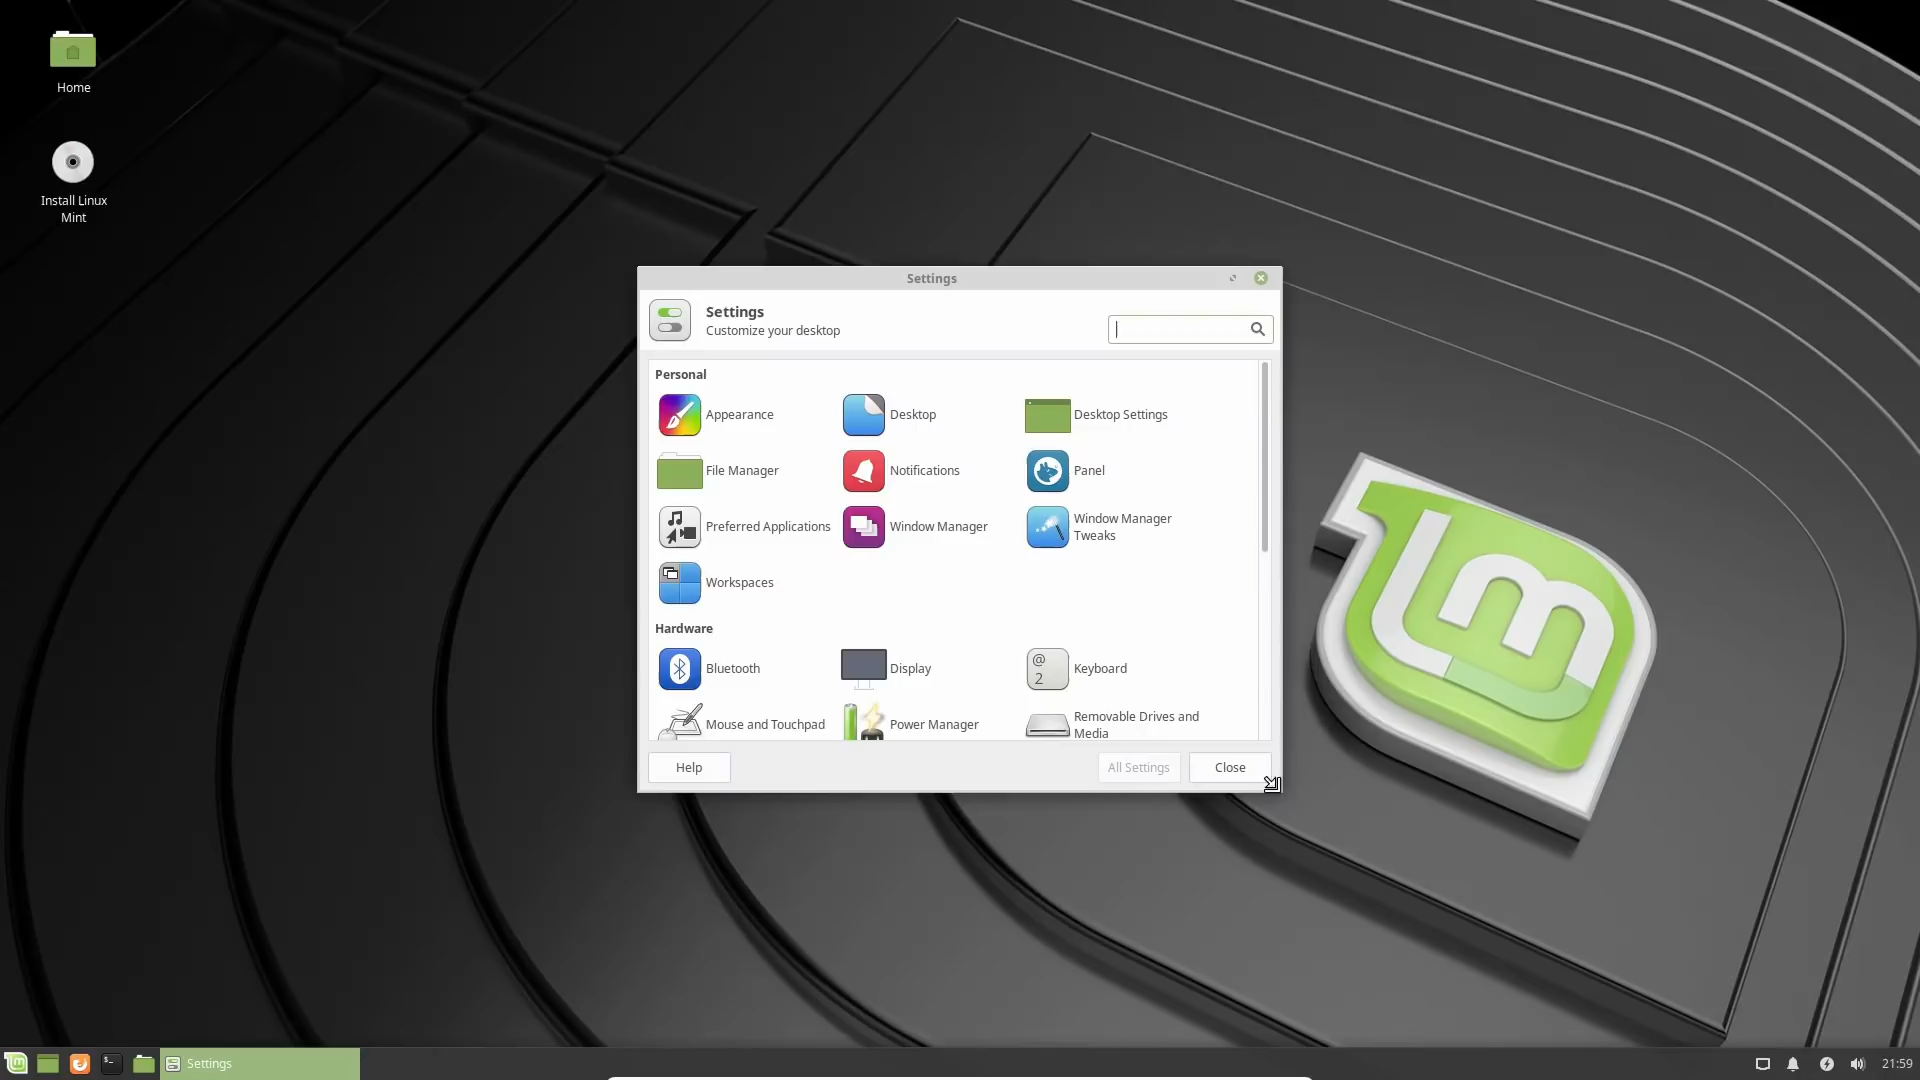 Home
Install Linux
Mint
Settings
Settings
Customize your desktop
Personal
Appearance
Desktop
Desktop Settings
File Manager
Notifications
Panel
Preferred Applications
Window Manager
Window Manager
Tweaks
Workspaces
Hardware
Bluetooth
Display
@
2
Keyboard
Mouse and Touchpad
Power Manager
Removable Drives and
Media
Help
All Settings
Close
lm
Settings
21:59